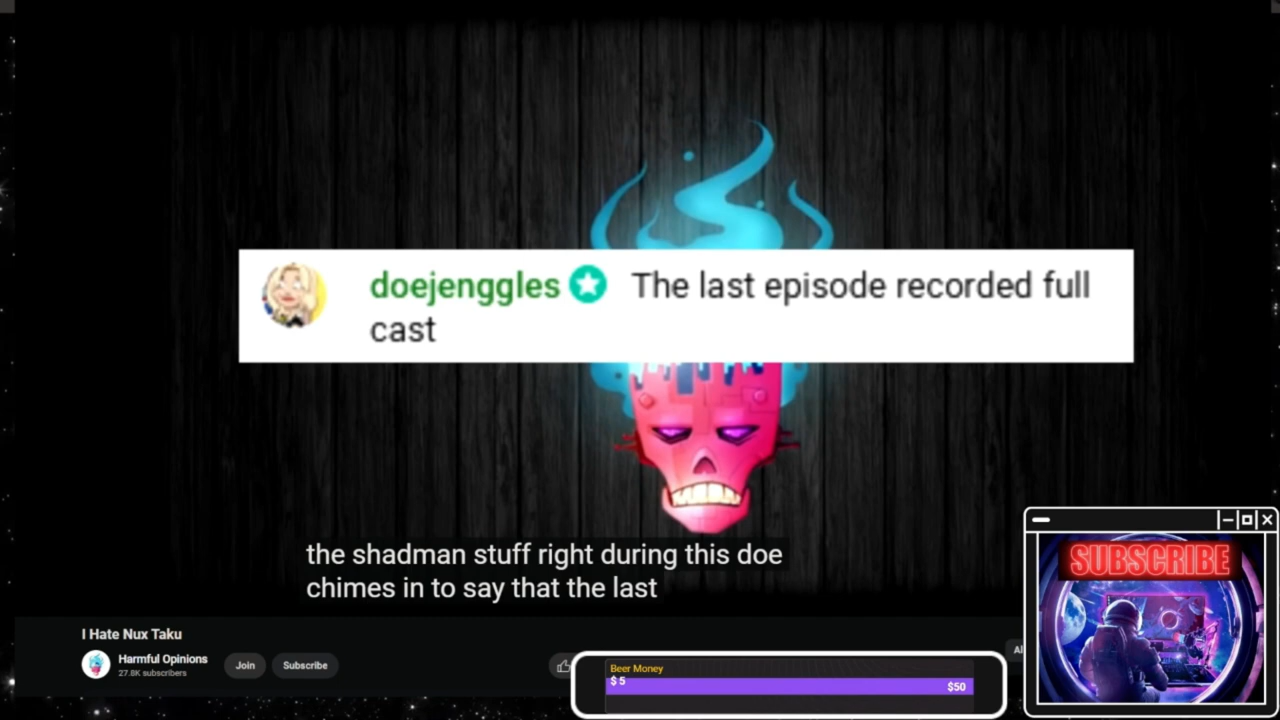 doejenggles The last episode recorded full
cast
the shadman stuff right during this doe
chimes in to say that the last
SUBSCRIBE
I Hate Nux Taku
Harmful Opinions
27.8K subscribers
Join
Subscribe
Al
Beer Money
$ 5
$50